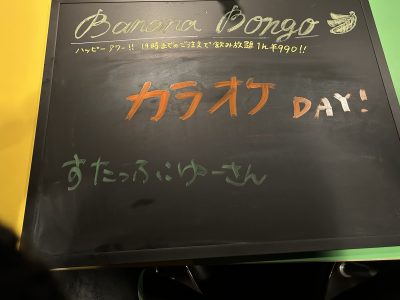 Banana Bongo
ハッピーアワー!! 19時までのご注文で飲み放題 1h ¥990!!
カラオケ DAY!
すたっふにゆーさん